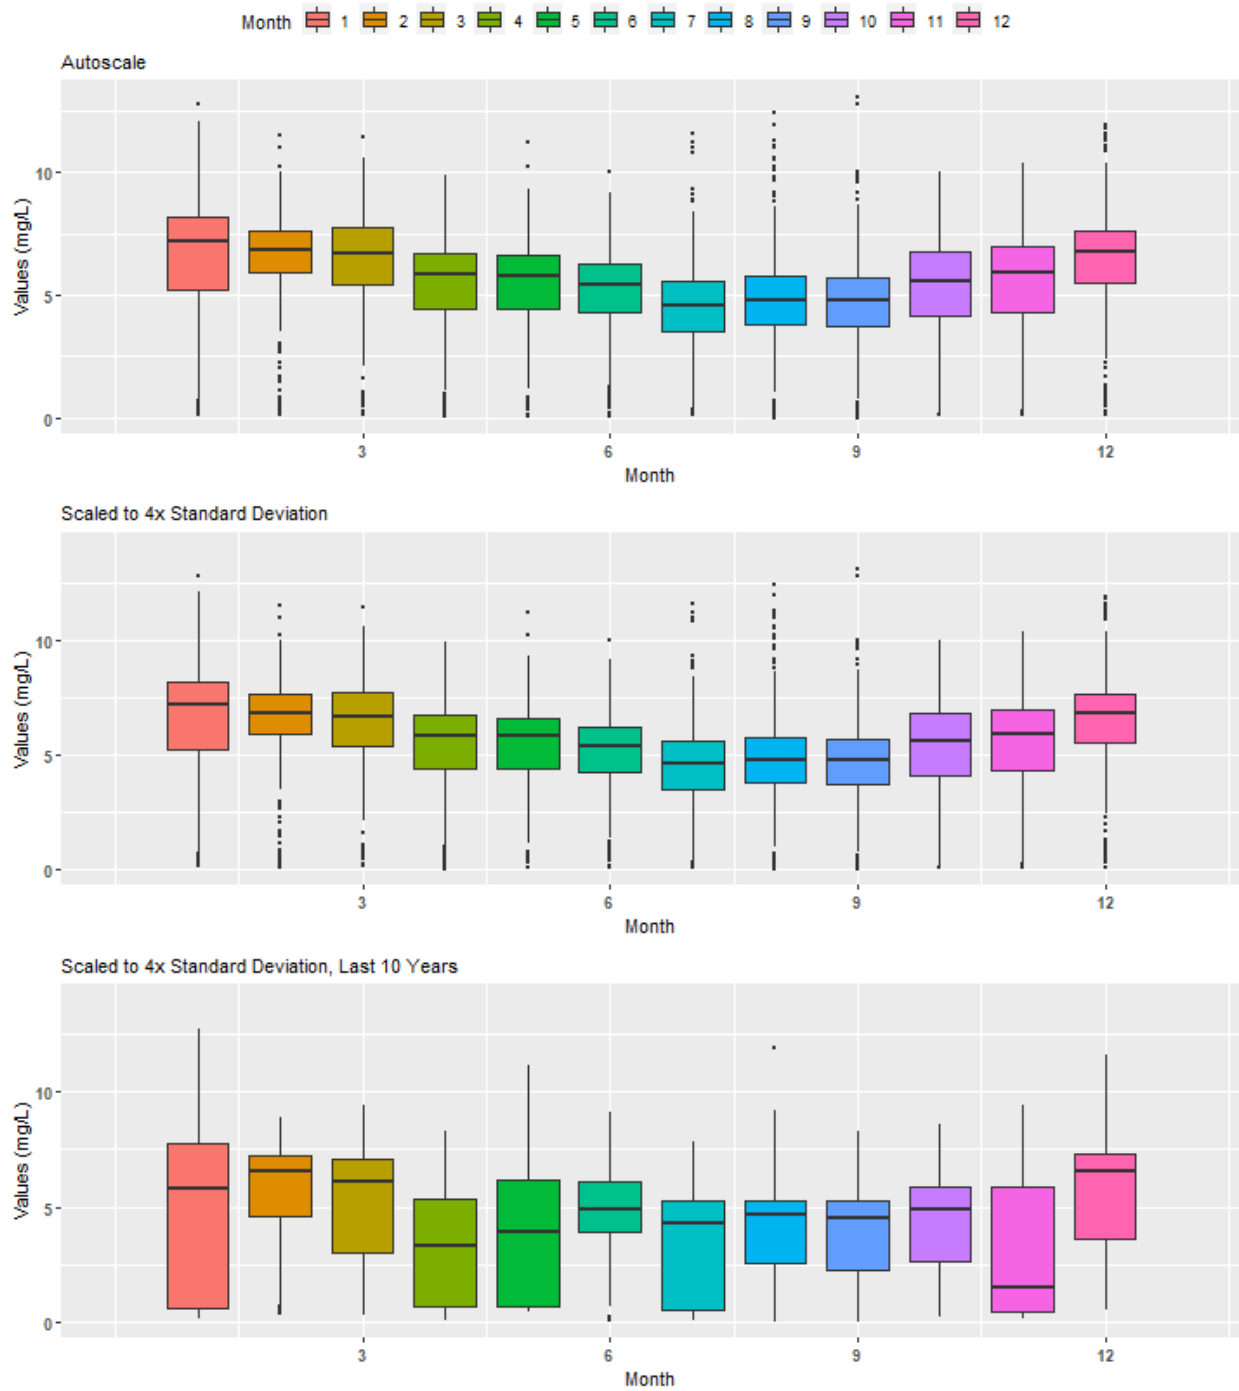 Month 1 2 3 4 5 6 7 8 9 10 11 12
Autoscale
10
5
0
Values (mg/L)
3 6 9 12
Month
Scaled to 4x Standard Deviation
10
5
0
Values (mg/L)
3 6 9 12
Month
Scaled to 4x Standard Deviation, Last 10 Years
10
5
0
Values (mg/L)
3 6 9 12
Month